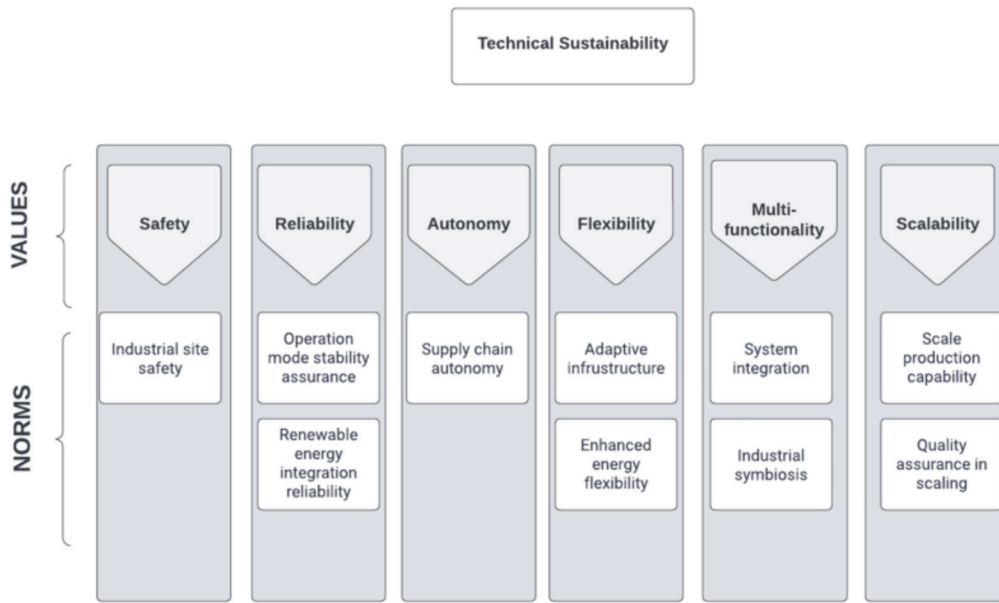 Technical Sustainability
VALUES
Safety
Reliability
Autonomy
Flexibility
Multi-
functionality
Scalability
NORMS
Industrial site
safety
Operation
mode stability
assurance
Supply chain
autonomy
Adaptive
infrustructure
System
integration
Scale
production
capability
Renewable
energy
integration
reliability
Enhanced
energy
flexibility
Industrial
symbiosis
Quality
assurance in
scaling